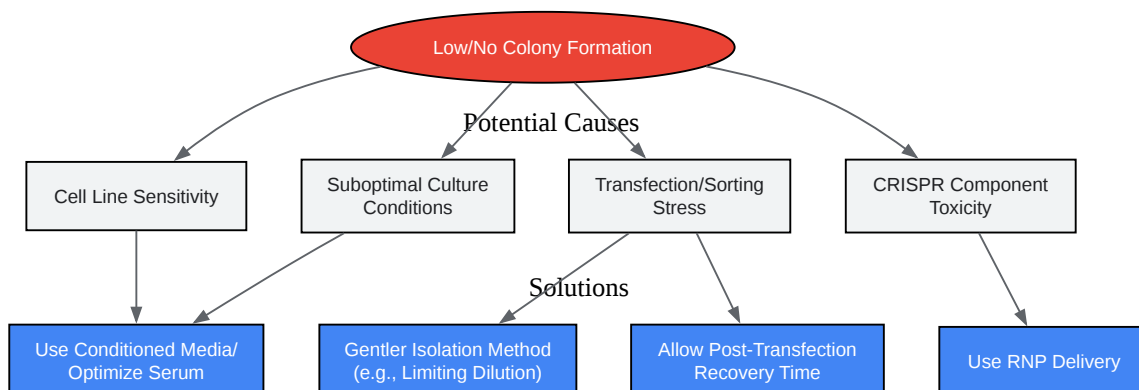 Low/No Colony Formation
Potential Causes
Cell Line Sensitivity
Suboptimal Culture
Conditions
Transfection/Sorting
Stress
CRISPR Component
Toxicity
Solutions
Use Conditioned Media/
Optimize Serum
Gentler Isolation Method
(e.g., Limiting Dilution)
Allow Post-Transfection
Recovery Time
Use RNP Delivery